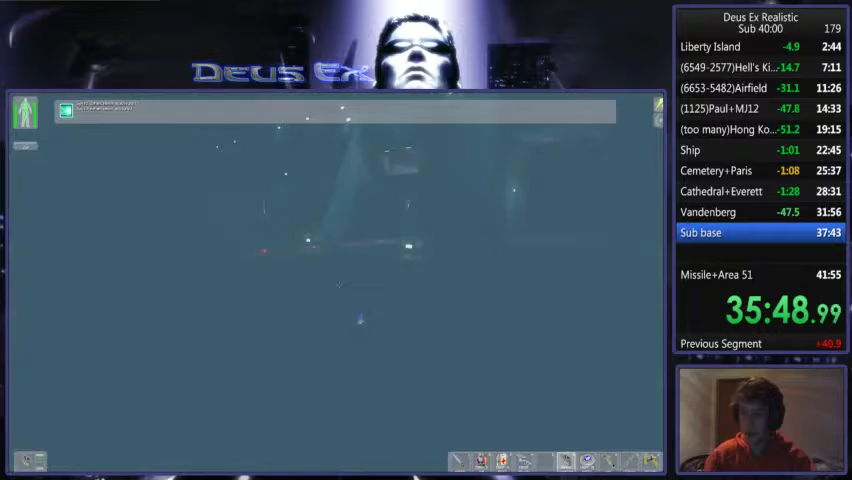 Deus Ex Realistic
Sub 40:00 179
Liberty Island -4.9 2:44
(6549-2577)Hell's Ki... -14.7 7:11
(6653-5482)Airfield -31.1 11:26
(1125)Paul+MJ12 -47.8 14:33
(too many)Hong Ko... -51.2 19:15
Ship -1:01 22:45
Cemetery+Paris -1:08 25:37
Cathedral+Everett -1:28 28:31
Vandenberg -47.5 31:56
Sub base 37:43
Missile+Area 51 41:55
35:48.99
Previous Segment +40.9
DEUS EX